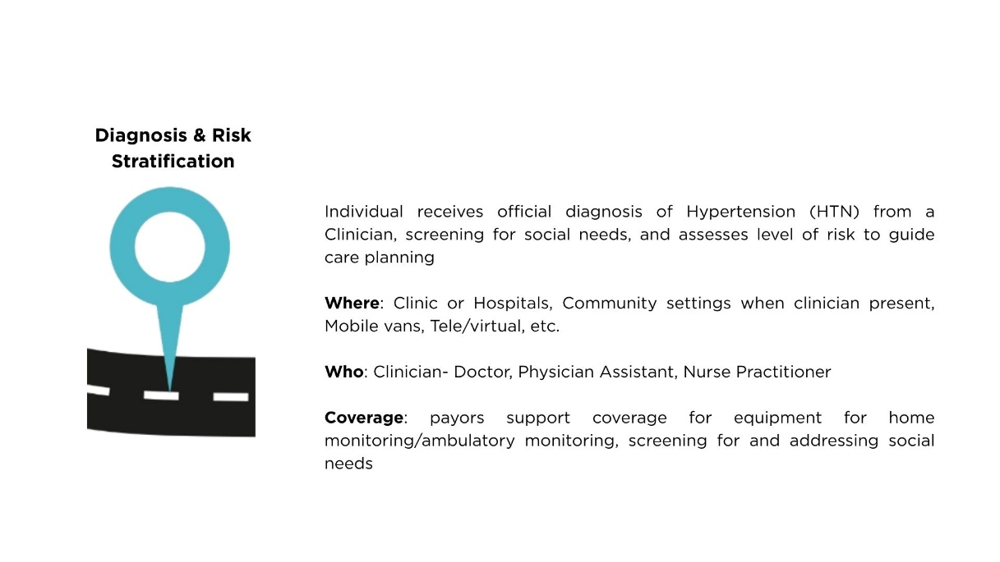 Diagnosis & Risk
Stratification
Individual receives official diagnosis of Hypertension (HTN) from a
Clinician, screening for social needs, and assesses level of risk to guide
care planning
Where: Clinic or Hospitals, Community settings when clinician present,
Mobile vans, Tele/virtual, etc.
Who: Clinician- Doctor, Physician Assistant, Nurse Practitioner
Coverage: payors support coverage for equipment for home
monitoring/ambulatory monitoring, screening for and addressing social
needs